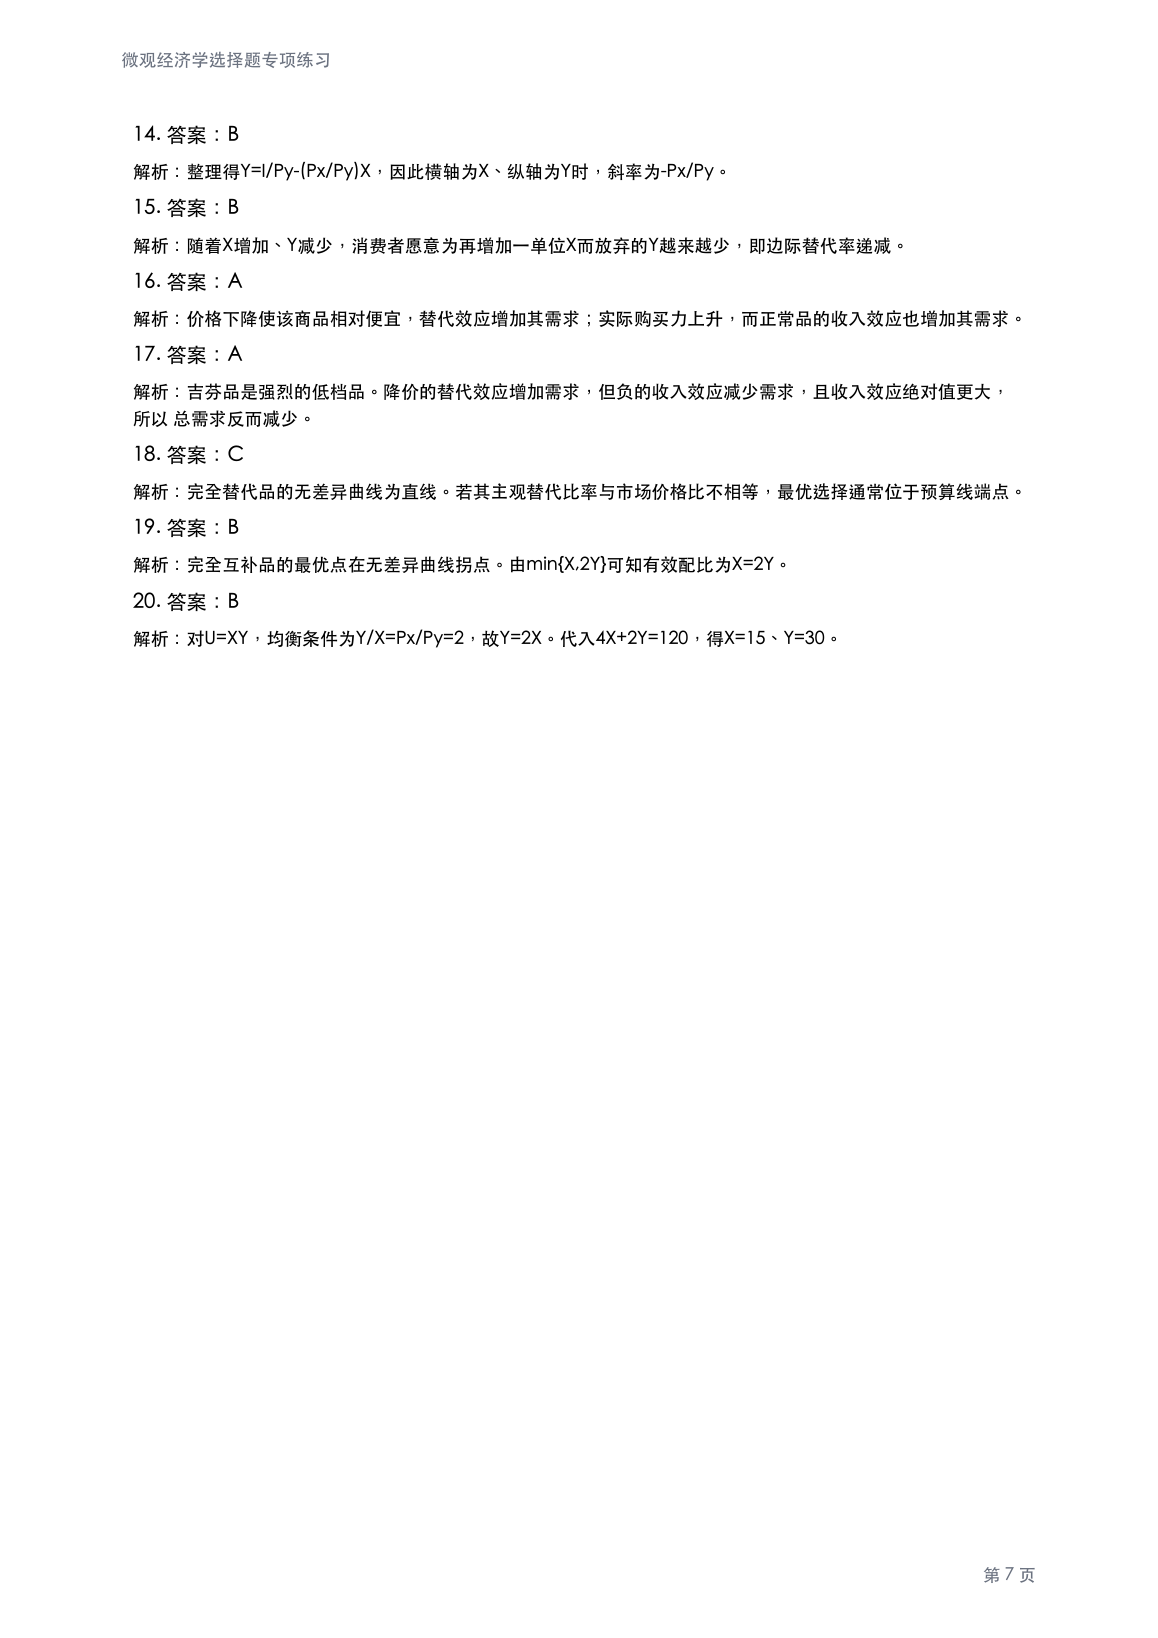 微观经济学选择题专项练习
14. 答案：B
解析：整理得Y=I/Py-(Px/Py)X，因此横轴为X、纵轴为Y时，斜率为-Px/Py。
15. 答案：B
解析：随着X增加、Y减少，消费者愿意为再增加一单位X而放弃的Y越来越少，即边际替代率递减。
16. 答案：A
解析：价格下降使该商品相对便宜，替代效应增加其需求；实际购买力上升，而正常品的收入效应也增加其需求。
17. 答案：A
解析：吉芬品是强烈的低档品。降价的替代效应增加需求，但负的收入效应减少需求，且收入效应绝对值更大，
所以 总需求反而减少。
18. 答案：C
解析：完全替代品的无差异曲线为直线。若其主观替代比率与市场价格比不相等，最优选择通常位于预算线端点。
19. 答案：B
解析：完全互补品的最优点在无差异曲线拐点。由min{X,2Y}可知有效配比为X=2Y。
20. 答案：B
解析：对U=XY，均衡条件为Y/X=Px/Py=2，故Y=2X。代入4X+2Y=120，得X=15、Y=30。
第 7 页